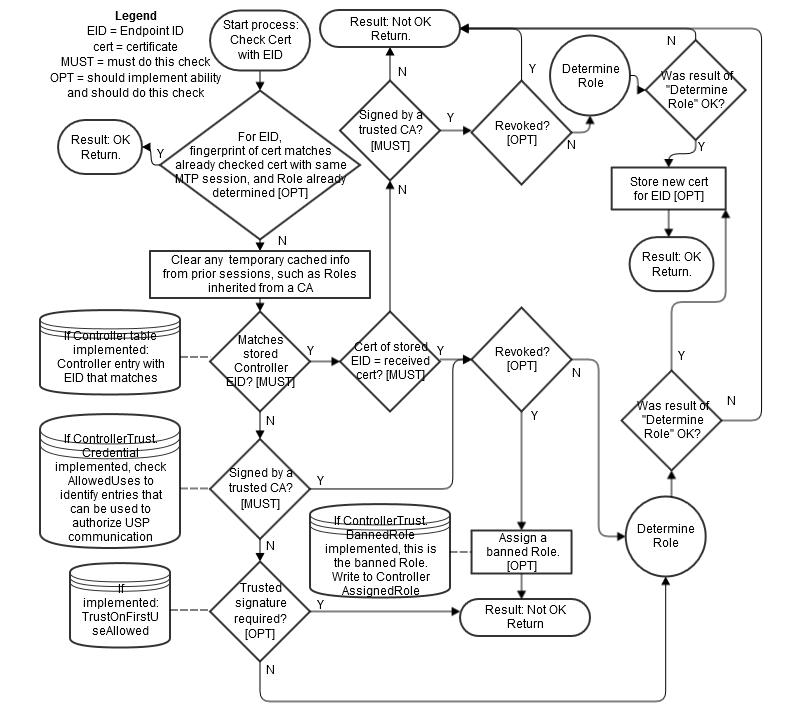 Legend
EID = Endpoint ID
cert = certificate
MUST = must do this check
OPT = should implement ability
and should do this check
Start process:
Check Cert
with EID
Result: Not OK
Return.
Determine
Role
Was result of
"Determine
Role" OK?
N
Y
For EID,
fingerprint of cert matches
already checked cert with same
MTP session, and Role already
determined [OPT]
Y
Result: OK
Return.
N
Signed by a
trusted CA?
[MUST]
N
Y
N
Revoked?
[OPT]
Y
N
Store new cert
for EID [OPT]
Result: OK
Return.
Clear any temporary cached info
from prior sessions, such as Roles
inherited from a CA
If Controller table
implemented:
Controller entry with
EID that matches
Matches
stored
Controller
EID? [MUST]
Y
N
Cert of stored
EID = received
cert? [MUST]
Y
Revoked?
[OPT]
N
Y
Y
Was result of
"Determine
Role" OK?
N
If ControllerTrust.
Credential
implemented, check
AllowedUses to
identify entries that
can be used to
authorize USP
communication
Signed by a
trusted CA?
[MUST]
Y
N
If ControllerTrust.
BannedRole
implemented, this is
the banned Role.
Write to Controller
AssignedRole
Assign a
banned Role.
[OPT]
Determine
Role
If
implemented:
TrustOnFirstU
seAllowed
Trusted
signature
required?
[OPT]
Y
N
Result: Not OK
Return